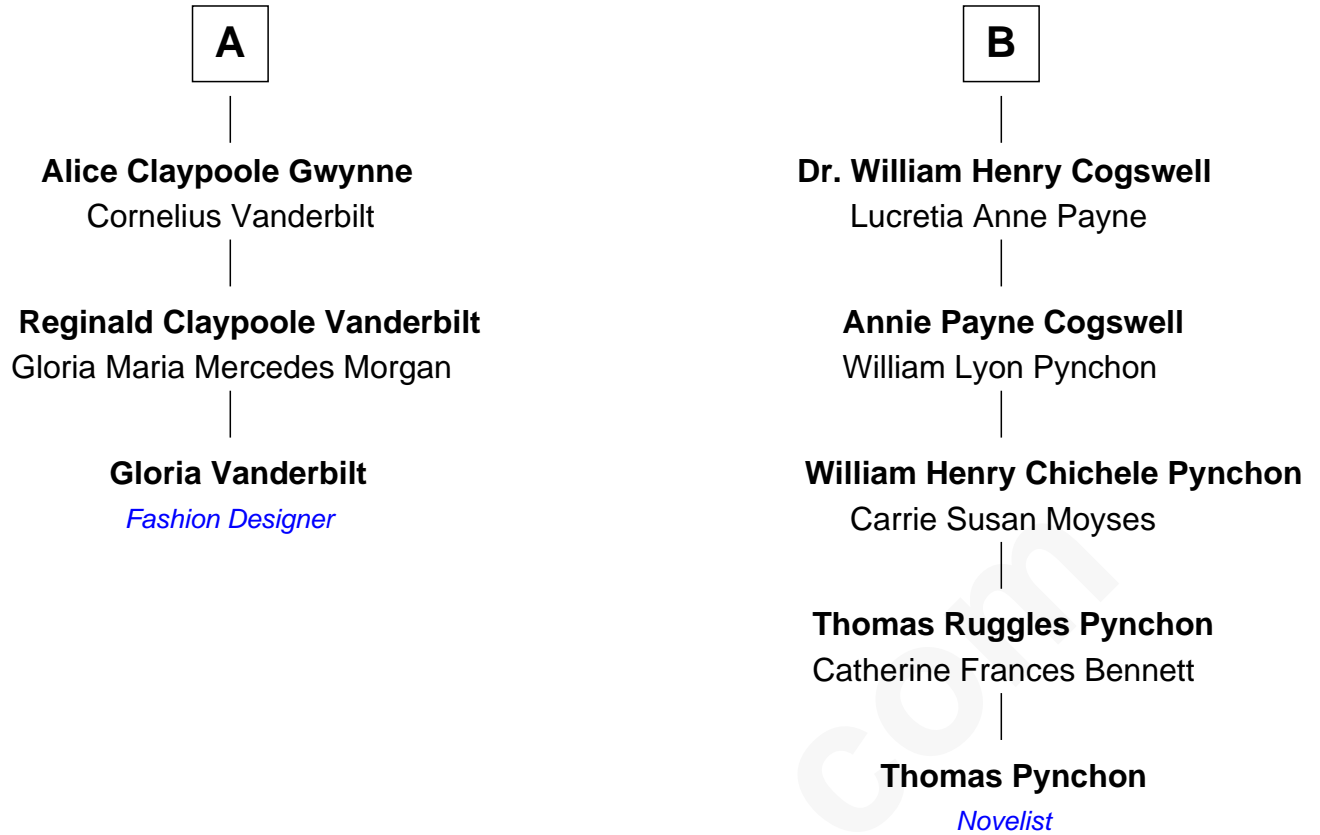 A
Alice Claypoole Gwynne
Cornelius Vanderbilt
Reginald Claypoole Vanderbilt
Gloria Maria Mercedes Morgan
Gloria Vanderbilt
Fashion Designer
B
Dr. William Henry Cogswell
Lucretia Anne Payne
Annie Payne Cogswell
William Lyon Pynchon
William Henry Chichele Pynchon
Carrie Susan Moyses
Thomas Ruggles Pynchon
Catherine Frances Bennett
Thomas Pynchon
Novelist
com